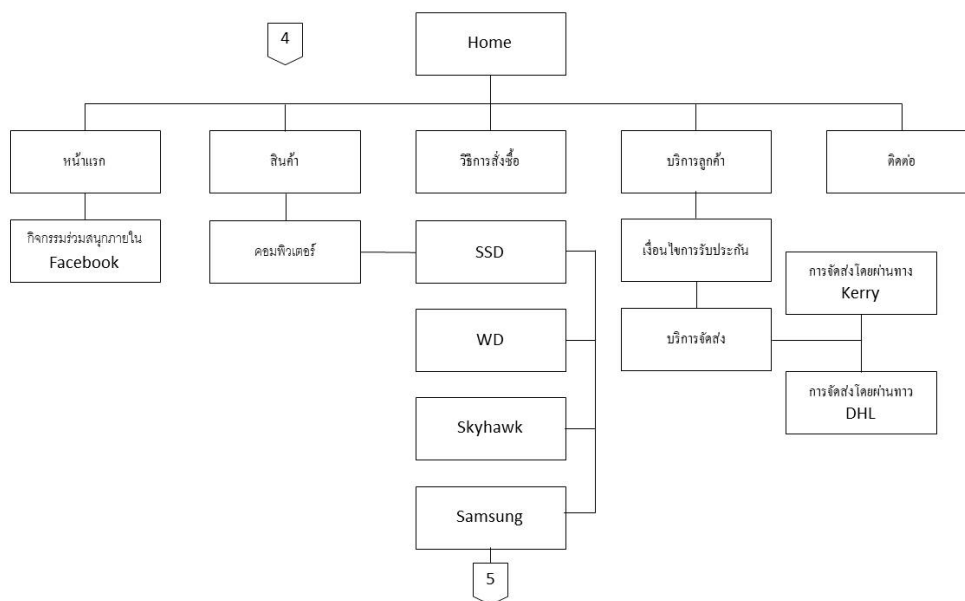 4
Home
หน้าแรก
สินค้า
วิธีการสั่งซื้อ
บริการลูกค้า
ติดต่อ
กิจกรรมร่วมสนุกภายใน
Facebook
คอมพิวเตอร์
SSD
เงื่อนไขการรับประกัน
การจัดส่งโดยผ่านทาง
Kerry
WD
บริการจัดส่ง
การจัดส่งโดยผ่านทาว
DHL
Skyhawk
Samsung
5